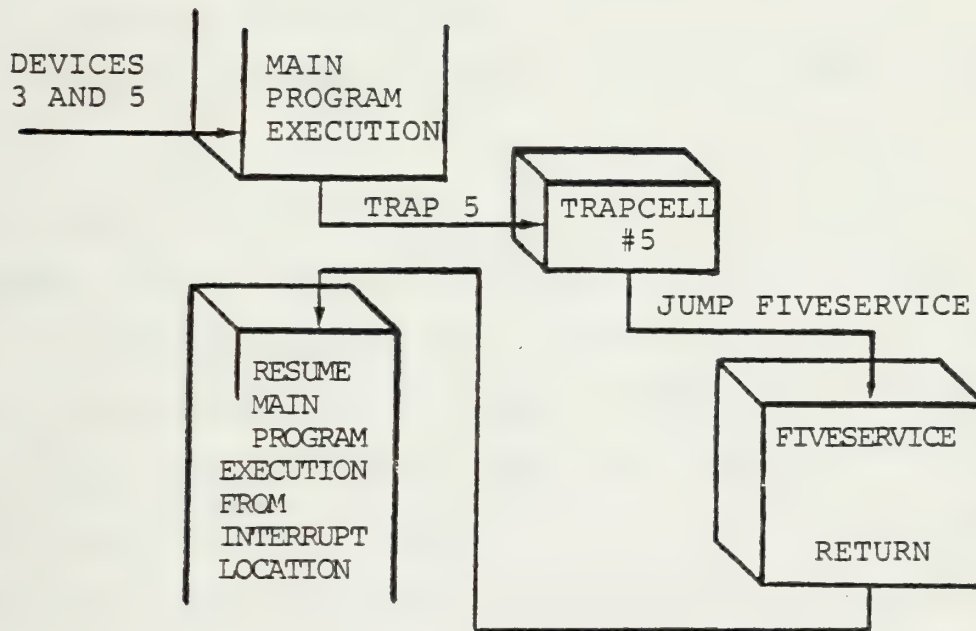 DEVICES
3 AND 5
MAIN
PROGRAM
EXECUTION
TRAP 5
TRAPCELL
#5
JUMP FIVESERVICE
FIVESERVICE
RETURN
RESUME
MAIN
PROGRAM
EXECUTION
FROM
INTERRUPT
LOCATION